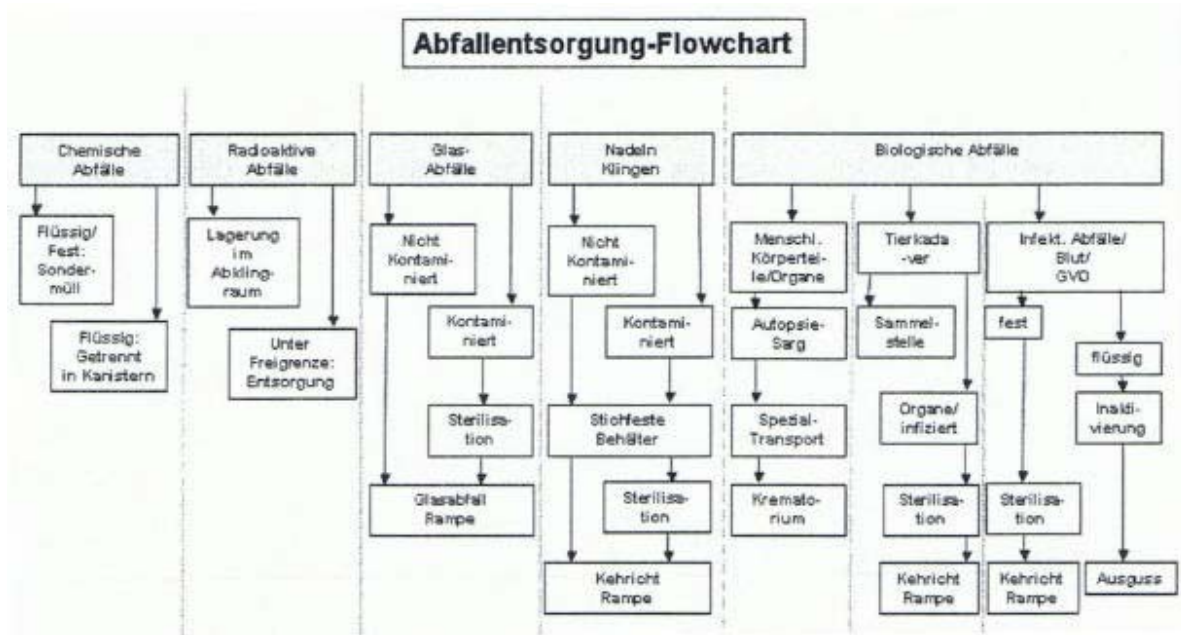 Abfallentsorgung-Flowchart
Chemische
Abfälle
Radioaktive
Abfälle
Glas-
Abfälle
Nadeln
Klingen
Biologische Abfälle
Flüssig/
Fest:
Sonder-
müll
Flüssig:
Getrennt
in Kanistern
Lagerung
im
Abkling-
raum
Unter
Freigrenze:
Entsorgung
Nicht
Kontami-
niert
Kontami-
niert
Sterilisa-
tion
Glasabfall
Rampe
Nicht
Kontami-
niert
Kontami-
niert
Stichfeste
Behälter
Sterilisa-
tion
Kehricht
Rampe
Menschl.
Körpertei-
le/Organe
Autopsie-
Sarg
Spezial-
Transport
Kremato-
rium
Tierkada
-ver
Sammel-
stelle
Organe/
infiziert
Sterilisa-
tion
Kehricht
Rampe
Infekt. Abfälle/
Blut/
GVO
fest
Sterilisa-
tion
Kehricht
Rampe
flüssig
Inakti-
vierung
Ausguss